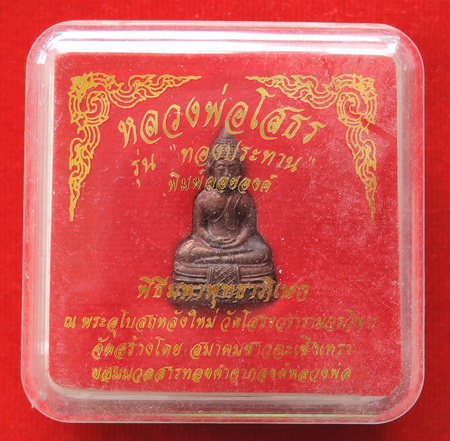 หลวงพ่อโสธร
รุ่น "ทองประทาน"
พิมพ์ลอยองค์
พิธีมหาพุทธาภิเษก
ณ พระอุโบสถหลังใหม่ วัดโสธรวรารามวรวิหาร
จัดสร้างโดย สมาคมชาวฉะเชิงเทรา